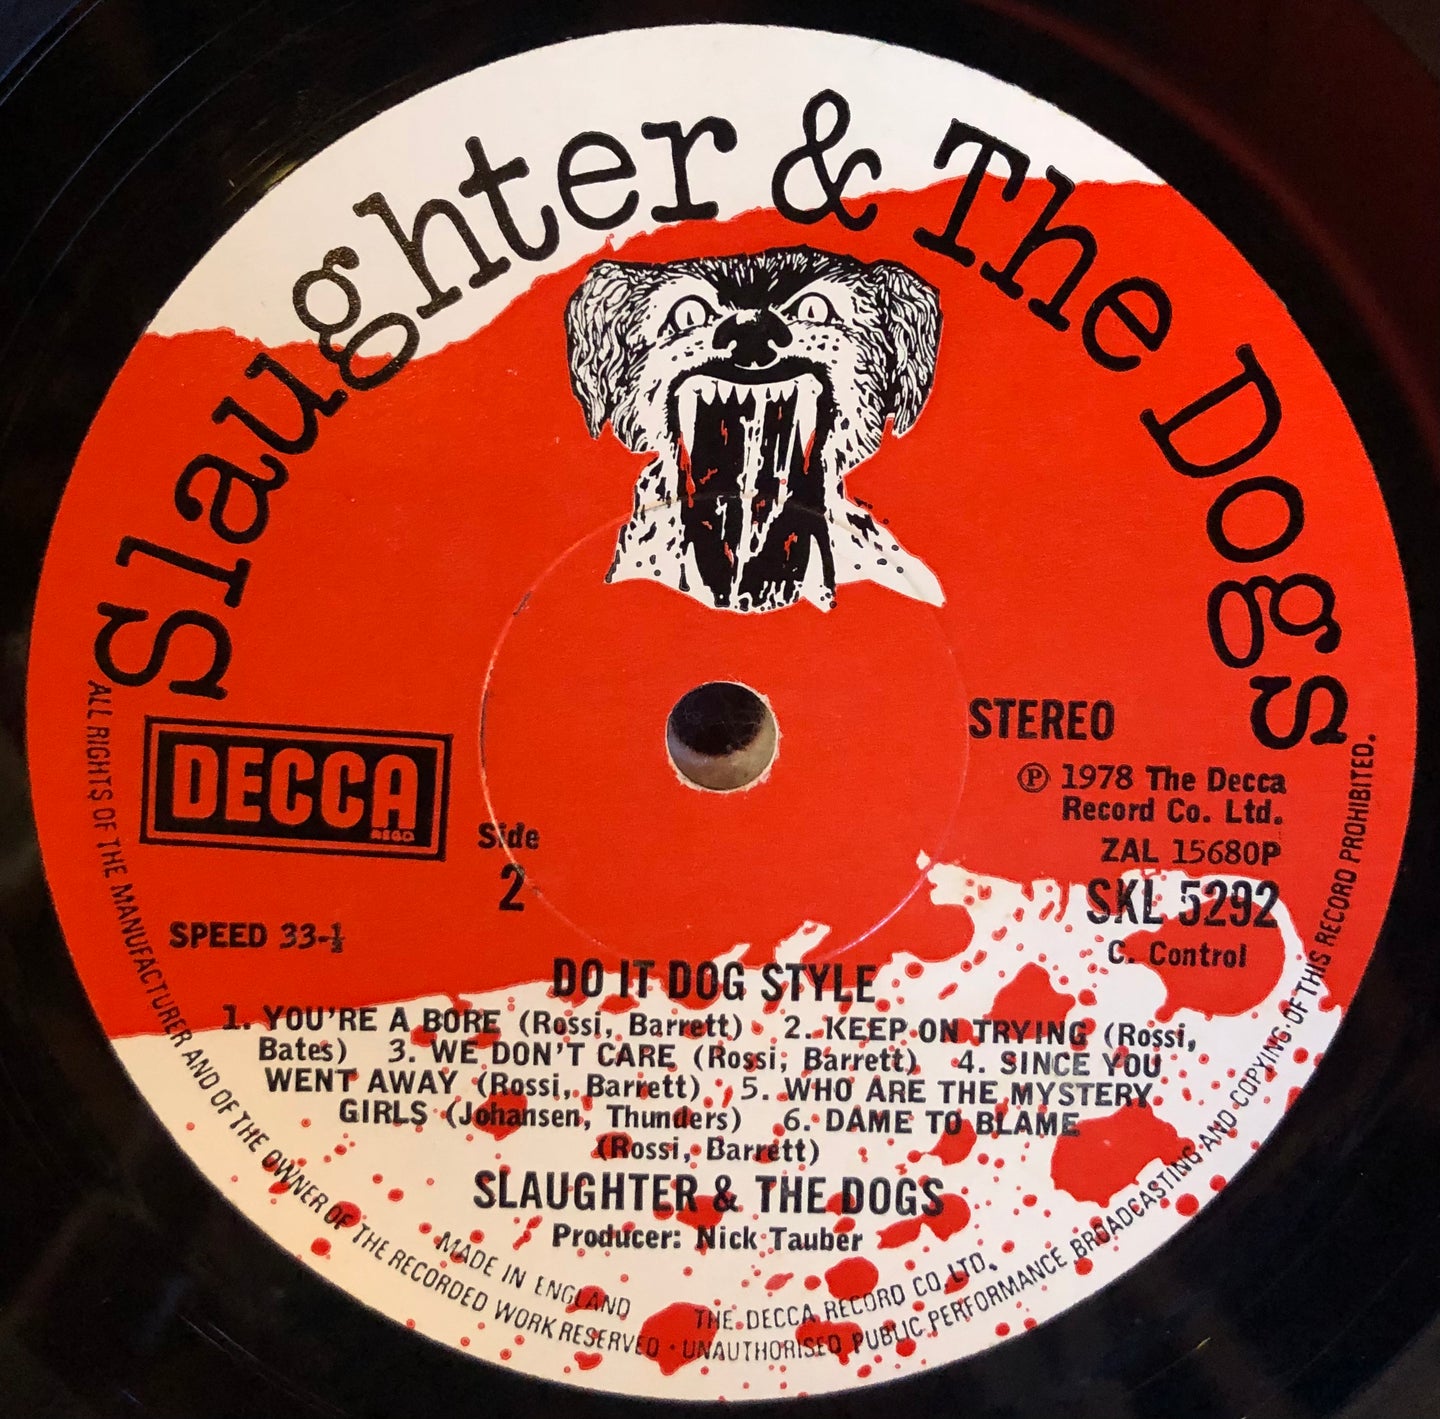 Slaughter & The Dogs
DECCA
REGD
Side
2
SPEED 33-⅓
STEREO
℗ 1978 The Decca
Record Co. Ltd.
ZAL 15680P
SKL 5292
C. Control
DO IT DOG STYLE
1. YOU'RE A BORE (Rossi, Barrett) 2. KEEP ON TRYING (Rossi,
Bates) 3. WE DON'T CARE (Rossi, Barrett) 4. SINCE YOU
WENT AWAY (Rossi, Barrett) 5. WHO ARE THE MYSTERY
GIRLS (Johansen, Thunders) 6. DAME TO BLAME
(Rossi, Barrett)
SLAUGHTER & THE DOGS
Producer: Nick Tauber
MADE IN ENGLAND THE DECCA RECORD CO. LTD.
ALL RIGHTS OF THE MANUFACTURER AND OF THE OWNER OF THE RECORDED WORK RESERVED · UNAUTHORISED PUBLIC PERFORMANCE BROADCASTING AND COPYING OF THIS RECORD PROHIBITED.